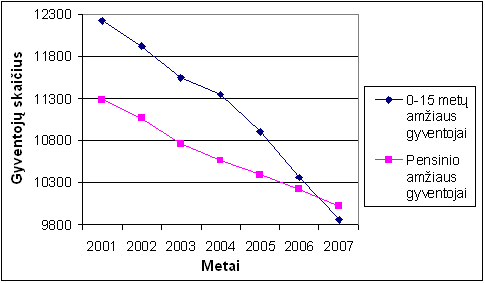 12300
11800
11300
10800
10300
9800
Gyventojų skaičius
2001 2002 2003 2004 2005 2006 2007
Metai
0-15 metų
amžiaus
gyventojai
Pensinio
amžiaus
gyventojai